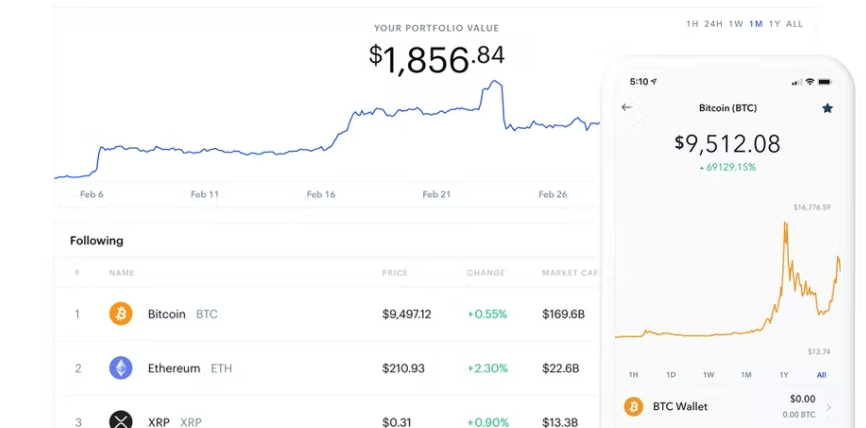 YOUR PORTFOLIO VALUE
$1,856.84
1H 24H 1W 1M 1Y ALL
Feb 6 Feb 11 Feb 16 Feb 21 Feb 26
Following
# NAME PRICE CHANGE MARKET CAP
1 Bitcoin BTC $9,497.12 +0.55% $169.6B
2 Ethereum ETH $210.93 +2.30% $22.6B
3 XRP XRP $0.31 +0.90% $13.3B
5:10
Bitcoin (BTC)
$9,512.08
69129.15%
$16,776.59
$13.74
1H 1D 1W 1M 1Y All
BTC Wallet $0.00
0.00 BTC